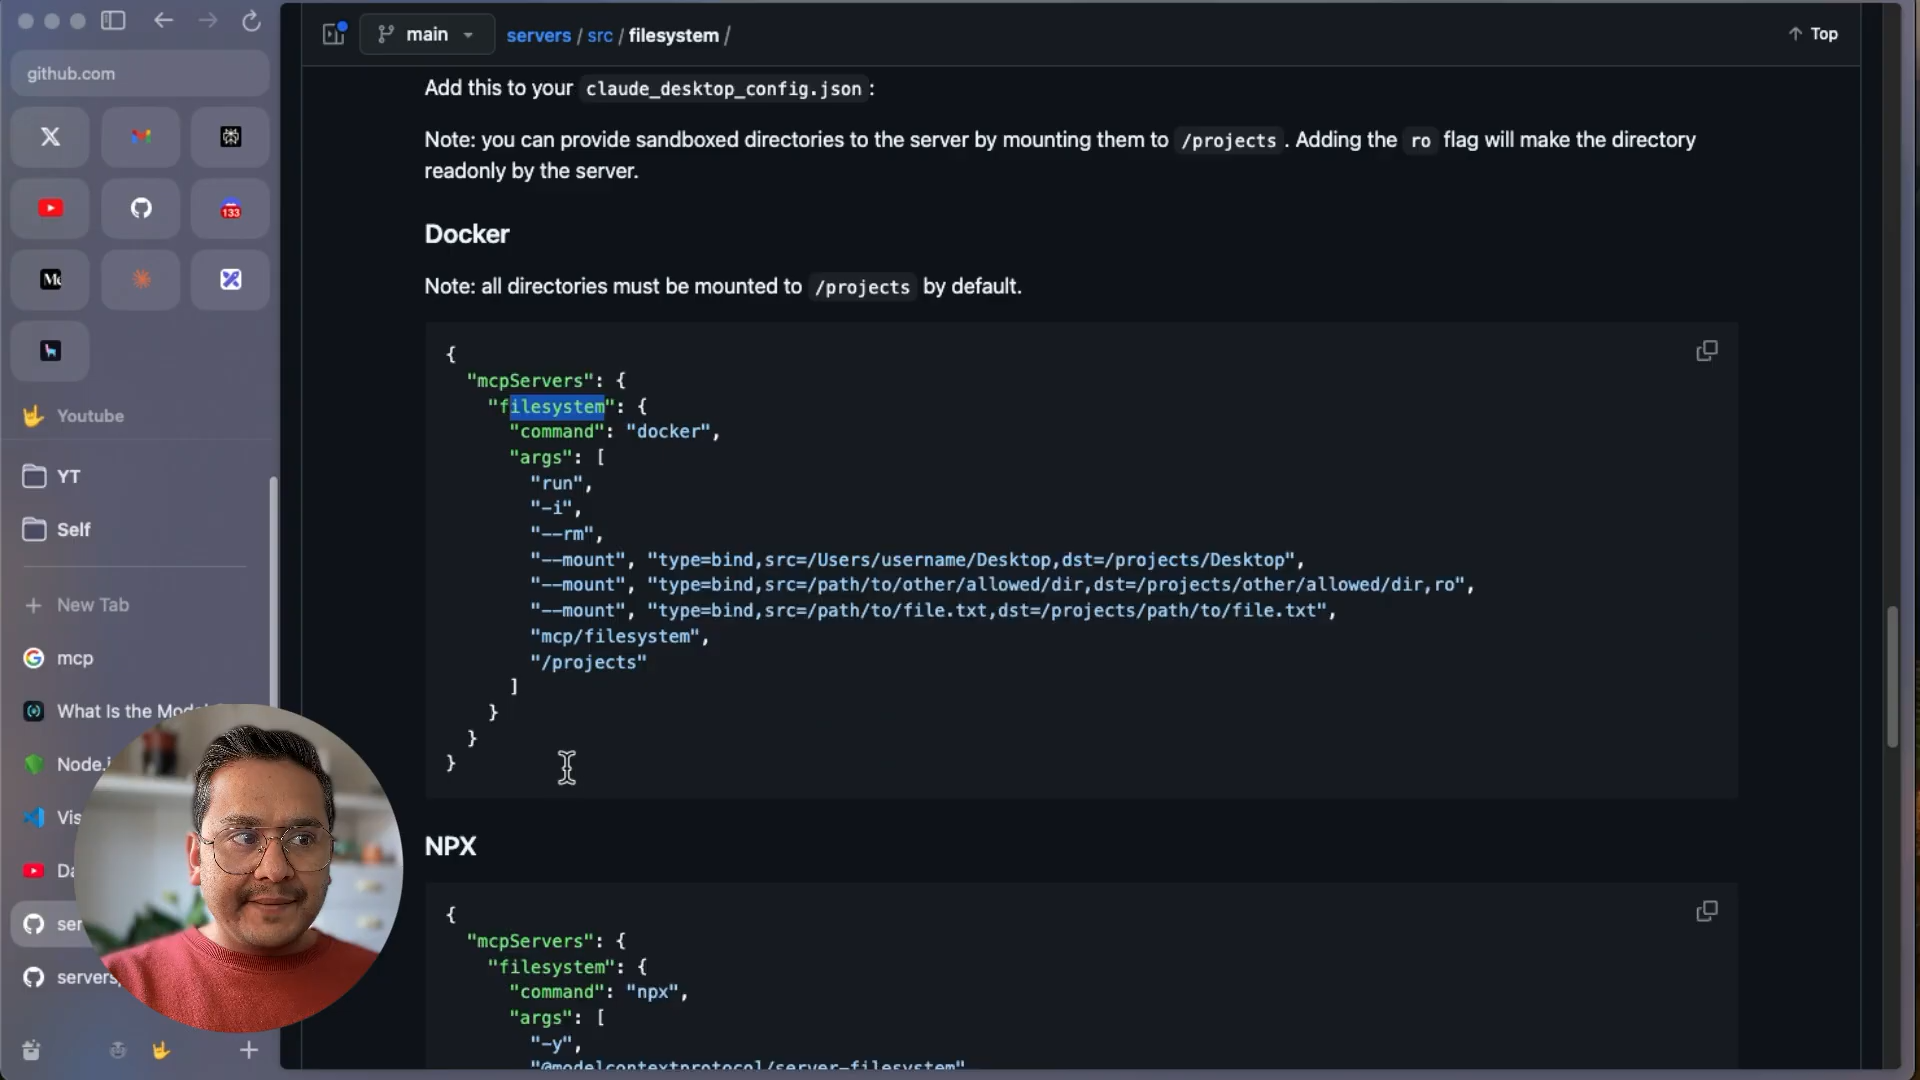 github.com
133
Youtube
YT
Self
New Tab
mcp
What Is the Mod
Node.
Vis
Da
ser
servers
main
servers / src / filesystem /
Top
Add this to your claude_desktop_config.json :
Note: you can provide sandboxed directories to the server by mounting them to /projects . Adding the ro flag will make the directory
readonly by the server.
Docker
Note: all directories must be mounted to /projects by default.
{
"mcpServers": {
"filesystem": {
"command": "docker",
"args": [
"run",
"-i",
"--rm",
"--mount", "type=bind,src=/Users/username/Desktop,dst=/projects/Desktop",
"--mount", "type=bind,src=/path/to/other/allowed/dir,dst=/projects/other/allowed/dir,ro",
"--mount", "type=bind,src=/path/to/file.txt,dst=/projects/path/to/file.txt",
"mcp/filesystem",
"/projects"
]
}
}
}
NPX
{
"mcpServers": {
"filesystem": {
"command": "npx",
"args": [
"-y",
"@modelcontextprotocol/server-filesystem"